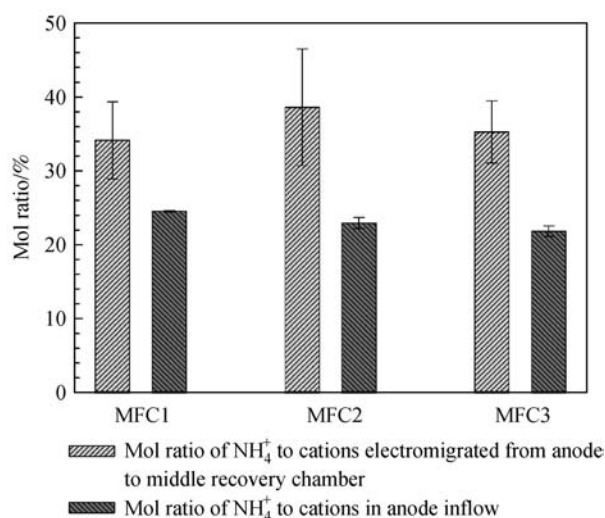 50
40
30
20
10
0
Mol ratio/%
MFC1 MFC2 MFC3
Mol ratio of NH₄⁺ to cations electromigrated from anode
to middle recovery chamber
Mol ratio of NH₄⁺ to cations in anode inflow